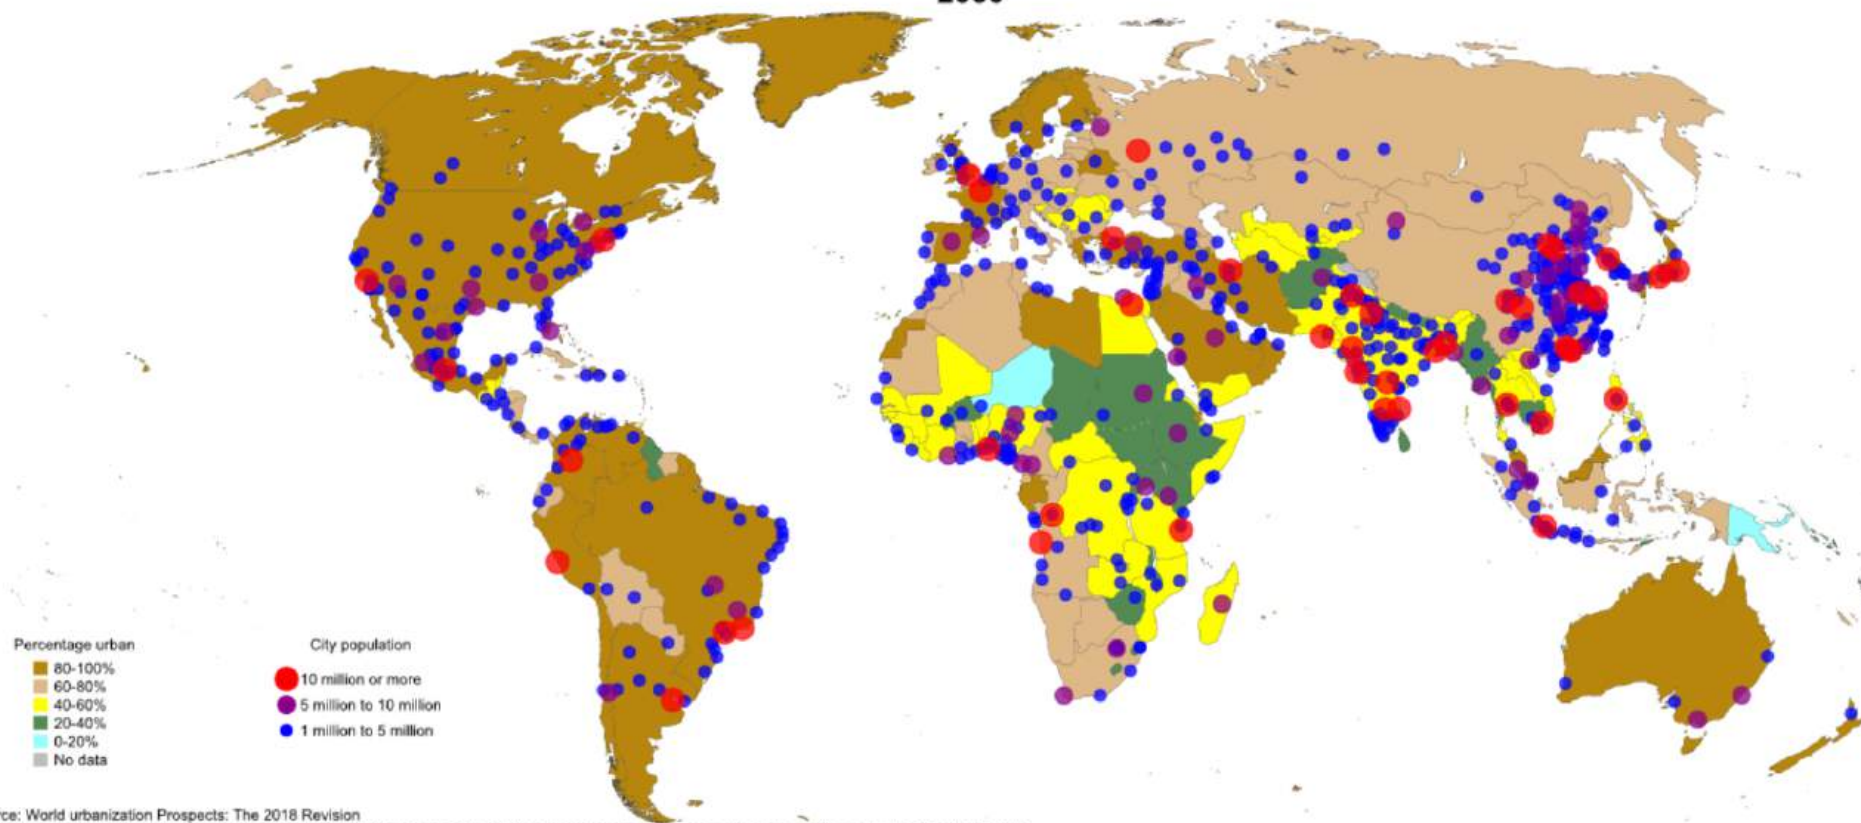 Percentage urban
80-100%
60-80%
40-60%
20-40%
0-20%
No data
City population
10 million or more
5 million to 10 million
1 million to 5 million
rce: World urbanization Prospects: The 2018 Revision